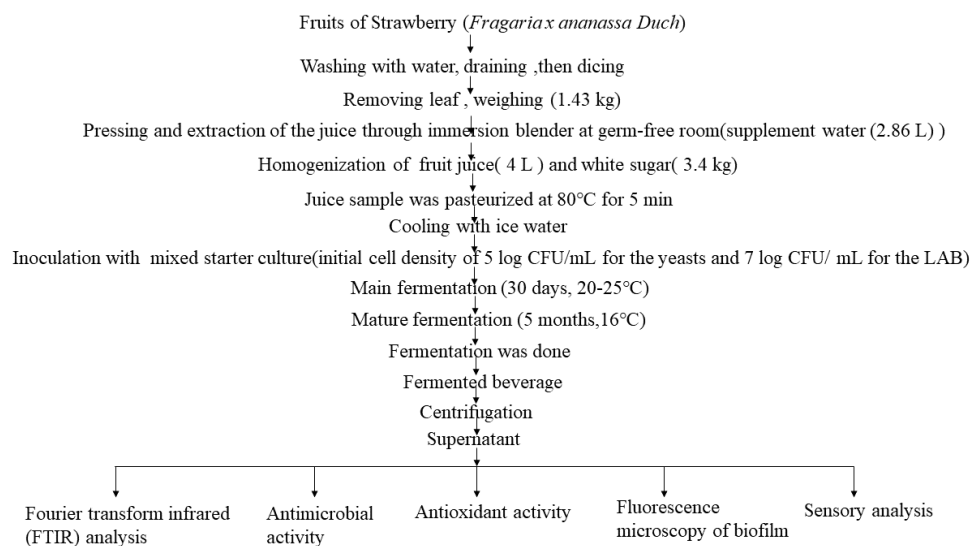 Fruits of Strawberry (Fragaria x ananassa Duch)
Washing with water, draining ,then dicing
Removing leaf , weighing (1.43 kg)
Pressing and extraction of the juice through immersion blender at germ-free room(supplement water (2.86 L) )
Homogenization of fruit juice( 4 L ) and white sugar( 3.4 kg)
Juice sample was pasteurized at 80°C for 5 min
Cooling with ice water
Inoculation with mixed starter culture(initial cell density of 5 log CFU/mL for the yeasts and 7 log CFU/ mL for the LAB)
Main fermentation (30 days, 20-25°C)
Mature fermentation (5 months,16°C)
Fermentation was done
Fermented beverage
Centrifugation
Supernatant
Fourier transform infrared
(FTIR) analysis
Antimicrobial
activity
Antioxidant activity
Fluorescence
microscopy of biofilm
Sensory analysis